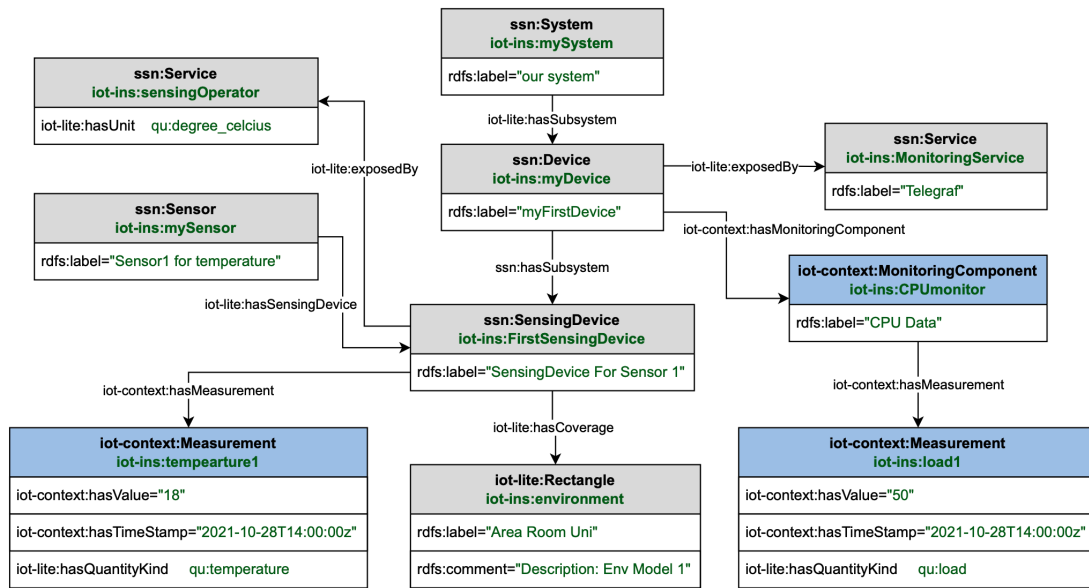 ssn:System
iot-ins:mySystem
rdfs:label="our system"
ssn:Service
iot-ins:sensingOperator
iot-lite:hasUnit qu:degree_celcius
iot-lite:hasSubsystem
iot-lite:exposedBy
ssn:Device
iot-ins:myDevice
rdfs:label="myFirstDevice"
iot-lite:exposedBy
ssn:Service
iot-ins:MonitoringService
rdfs:label="Telegraf"
ssn:Sensor
iot-ins:mySensor
rdfs:label="Sensor1 for temperature"
iot-context:hasMonitoringComponent
ssn:hasSubsystem
iot-lite:hasSensingDevice
iot-context:MonitoringComponent
iot-ins:CPUmonitor
rdfs:label="CPU Data"
ssn:SensingDevice
iot-ins:FirstSensingDevice
rdfs:label="SensingDevice For Sensor 1"
iot-context:hasMeasurement
iot-context:hasMeasurement
iot-lite:hasCoverage
iot-context:Measurement
iot-ins:tempearture1
iot-context:hasValue="18"
iot-context:hasTimeStamp="2021-10-28T14:00:00z"
iot-lite:hasQuantityKind qu:temperature
iot-lite:Rectangle
iot-ins:environment
rdfs:label="Area Room Uni"
rdfs:comment="Description: Env Model 1"
iot-context:Measurement
iot-ins:load1
iot-context:hasValue="50"
iot-context:hasTimeStamp="2021-10-28T14:00:00z"
iot-lite:hasQuantityKind qu:load